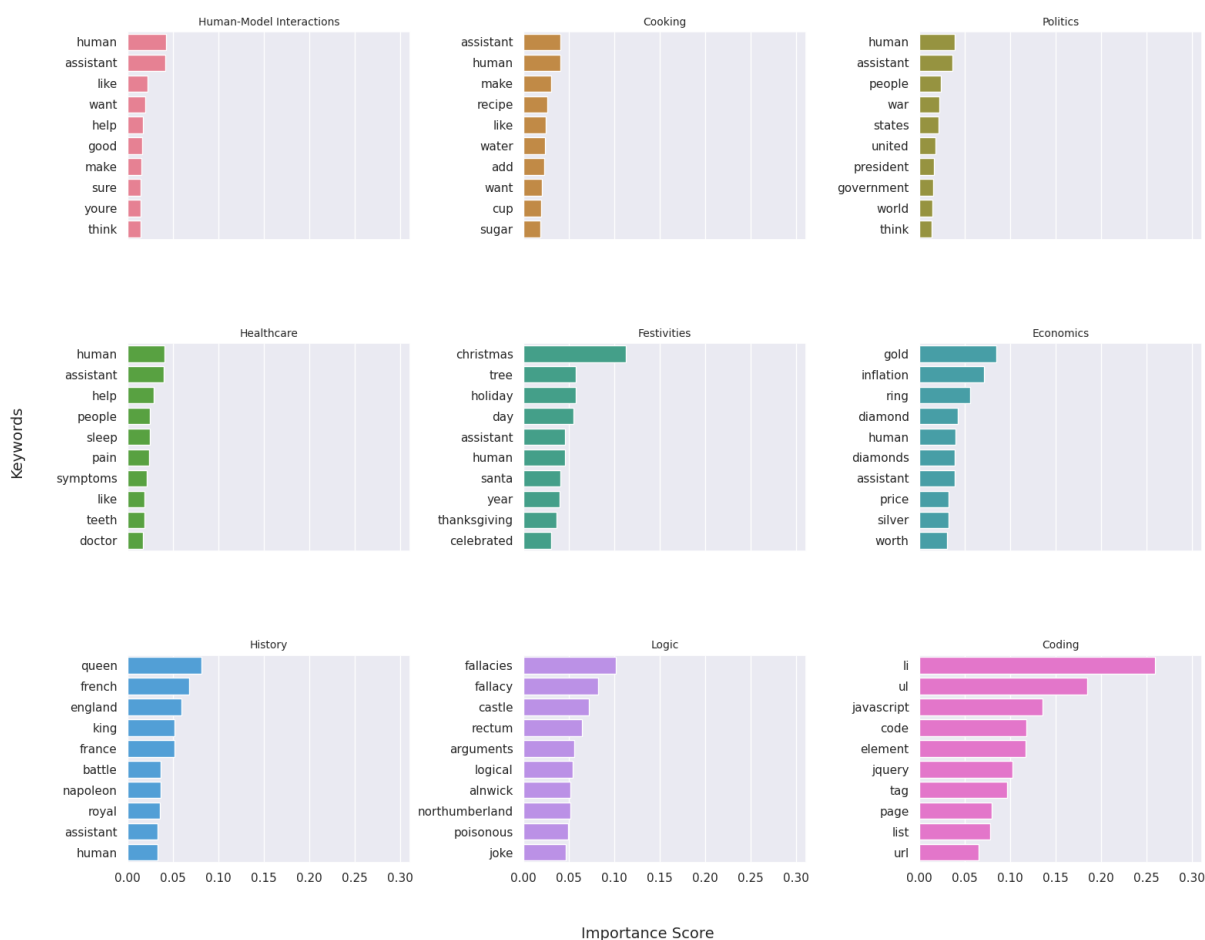 Human-Model Interactions
human
assistant
like
want
help
good
make
sure
youre
think
Cooking
assistant
human
make
recipe
like
water
add
want
cup
sugar
Politics
human
assistant
people
war
states
united
president
government
world
think
Keywords
Healthcare
human
assistant
help
people
sleep
pain
symptoms
like
teeth
doctor
Festivities
christmas
tree
holiday
day
assistant
human
santa
year
thanksgiving
celebrated
Economics
gold
inflation
ring
diamond
human
diamonds
assistant
price
silver
worth
History
queen
french
england
king
france
battle
napoleon
royal
assistant
human
0.00 0.05 0.10 0.15 0.20 0.25 0.30
Logic
fallacies
fallacy
castle
rectum
arguments
logical
alnwick
northumberland
poisonous
joke
0.00 0.05 0.10 0.15 0.20 0.25 0.30
Coding
li
ul
javascript
code
element
jquery
tag
page
list
url
0.00 0.05 0.10 0.15 0.20 0.25 0.30
Importance Score